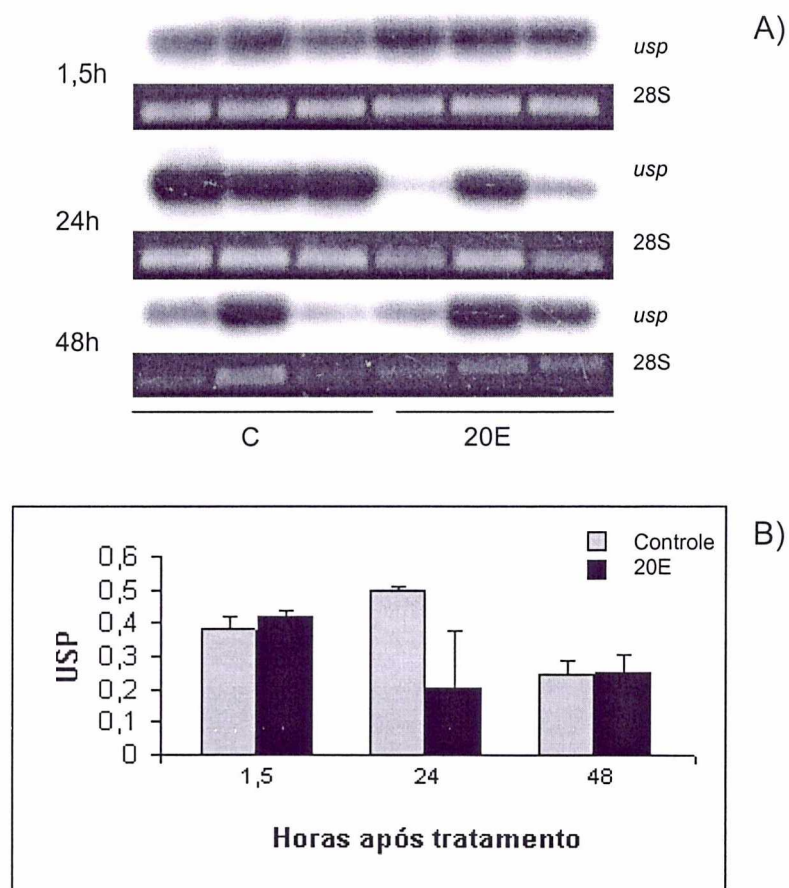 A)
usp
1,5h
28S
usp
24h
28S
usp
48h
28S
C 20E
B)
Controle
20E
0,6
0,5
0,4
0,3
0,2
0,1
0
USP
1,5 24 48
Horas após tratamento